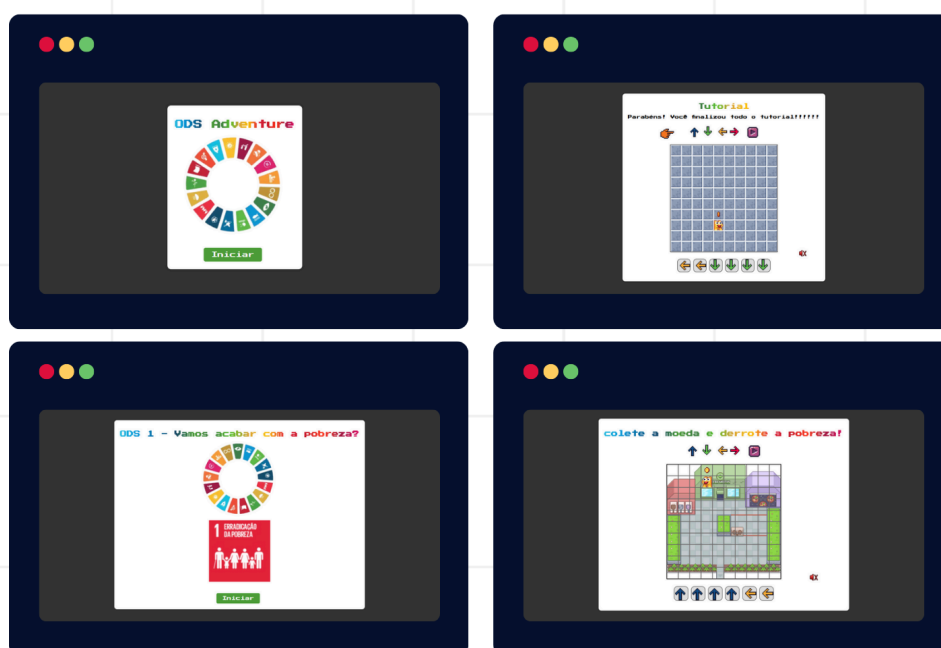 ODS Adventure
Iniciar
Tutorial
Parabéns! Você finalizou todo o tutorial!!!!!!
ODS 1 - Vamos acabar com a pobreza?
1 ERRADICAÇÃO
DA POBREZA
Iniciar
colete a moeda e derrote a pobreza!